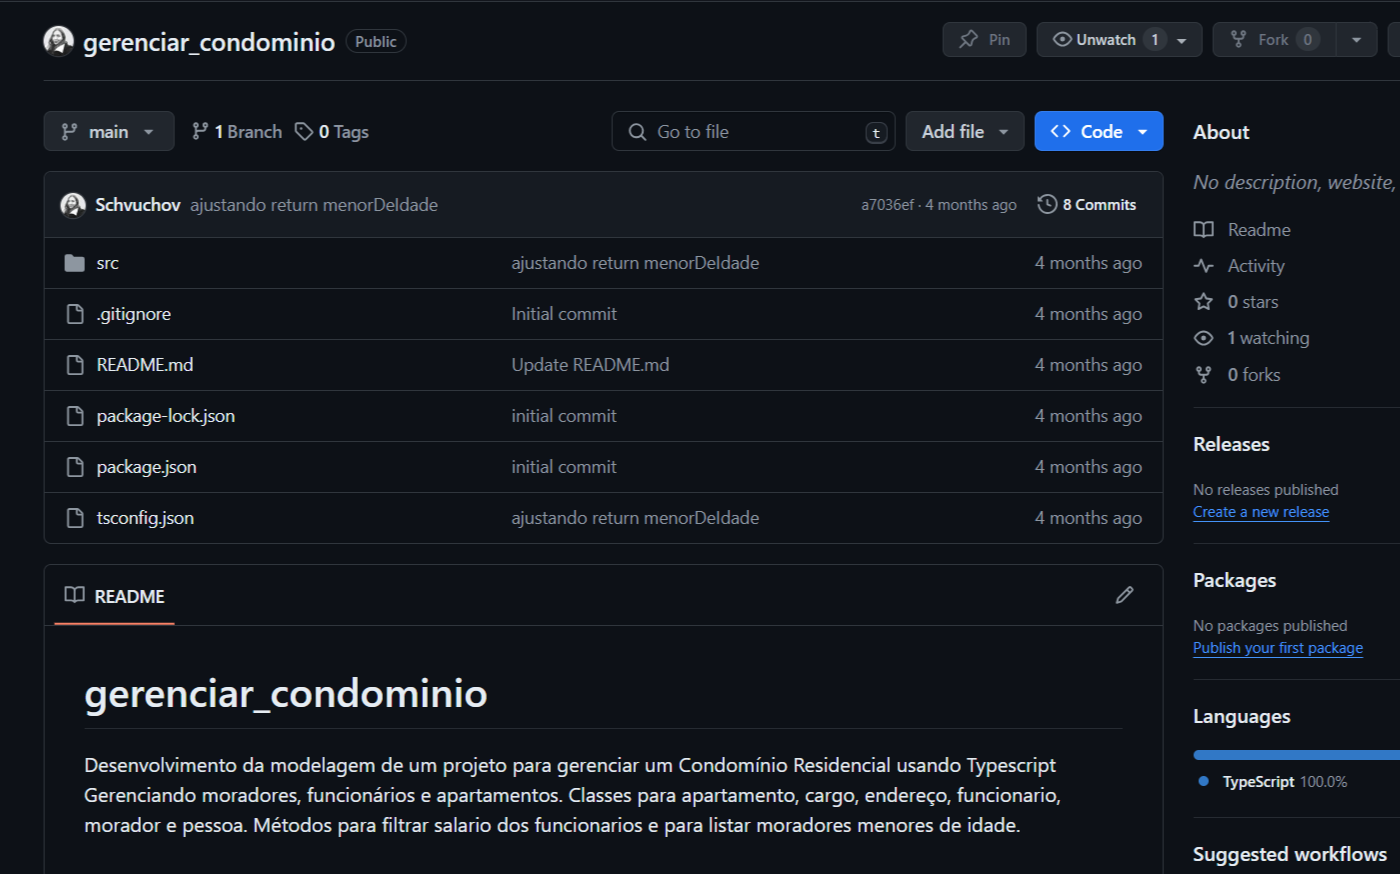 gerenciar_condominio Public
Pin Unwatch 1 Fork 0
main 1 Branch 0 Tags Go to file t Add file Code
Schvuchov ajustando return menorDeIdade a7036ef · 4 months ago 8 Commits
src ajustando return menorDeIdade 4 months ago
.gitignore Initial commit 4 months ago
README.md Update README.md 4 months ago
package-lock.json initial commit 4 months ago
package.json initial commit 4 months ago
tsconfig.json ajustando return menorDeIdade 4 months ago
README
gerenciar_condominio
Desenvolvimento da modelagem de um projeto para gerenciar um Condomínio Residencial usando Typescript
Gerenciando moradores, funcionários e apartamentos. Classes para apartamento, cargo, endereço, funcionario,
morador e pessoa. Métodos para filtrar salario dos funcionarios e para listar moradores menores de idade.
About
No description, website,
Readme
Activity
0 stars
1 watching
0 forks
Releases
No releases published
Create a new release
Packages
No packages published
Publish your first package
Languages
TypeScript 100.0%
Suggested workflows